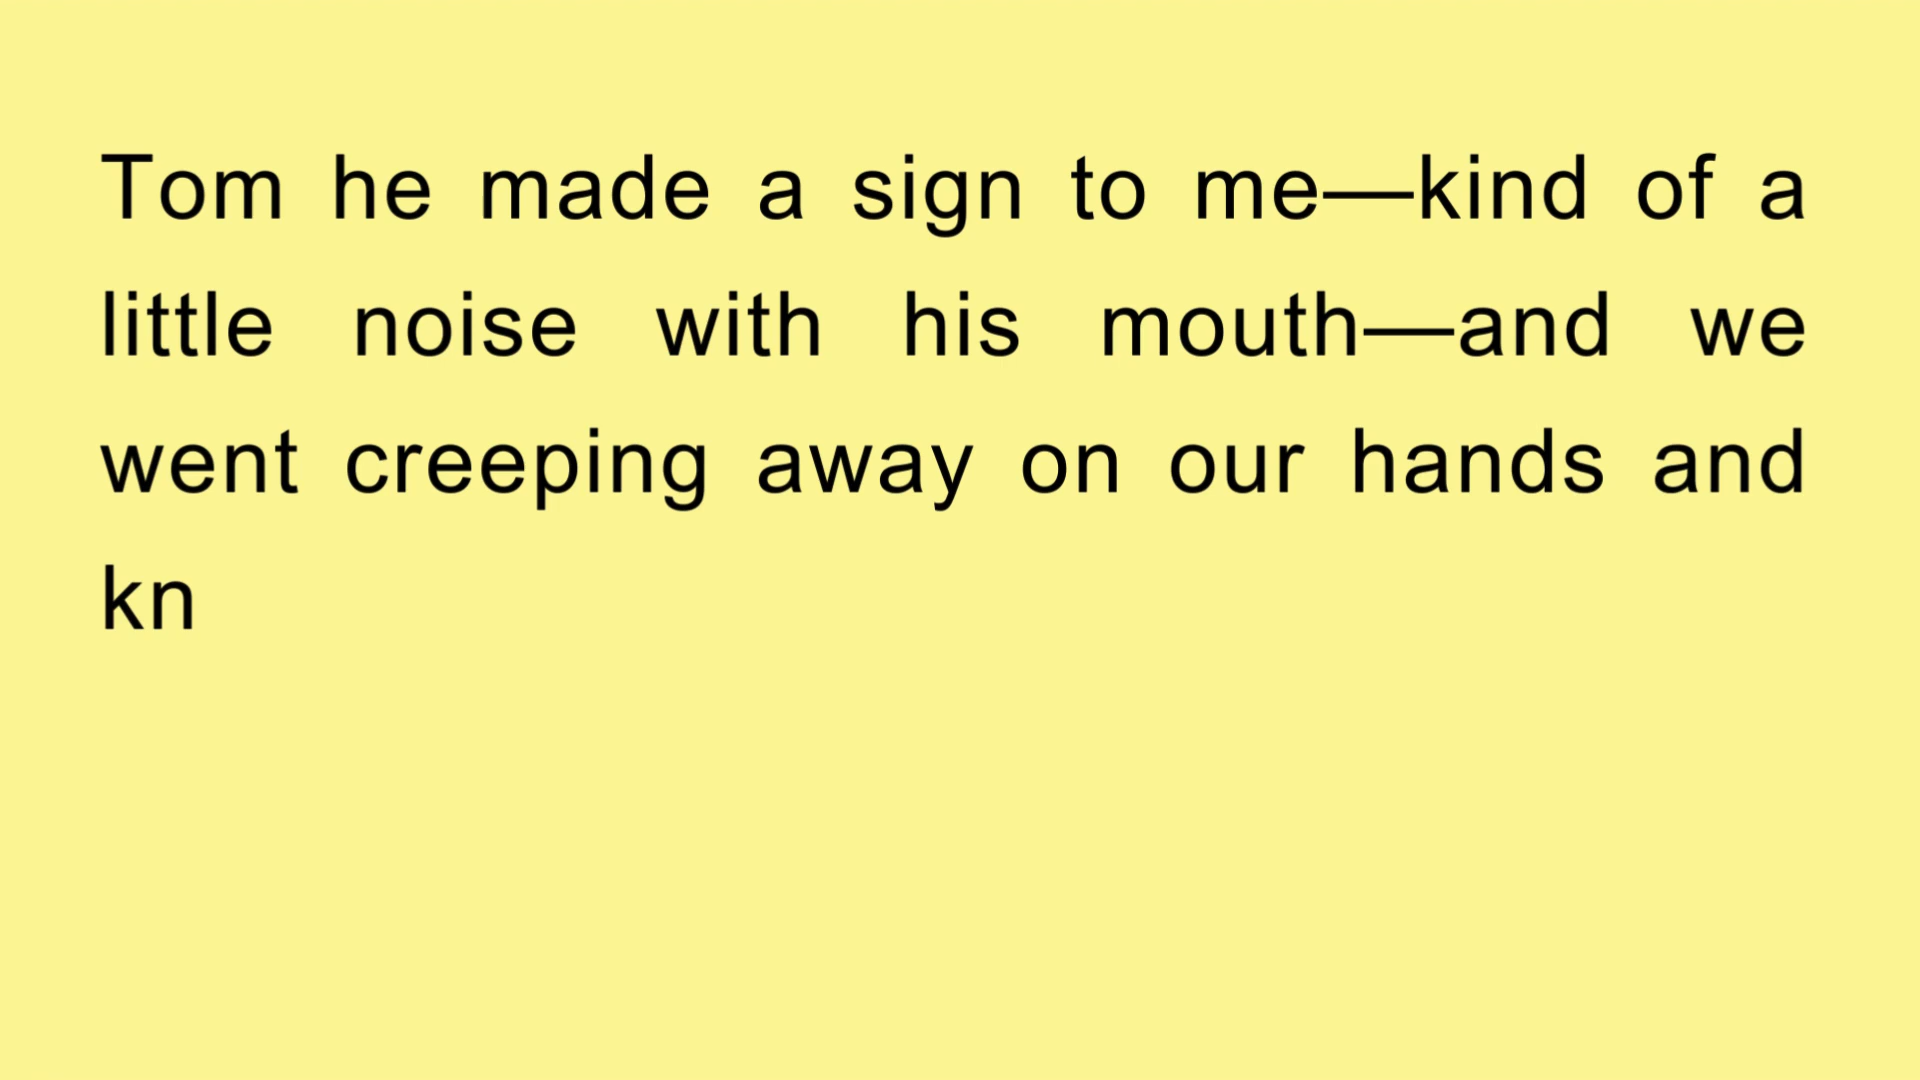 Tom he made a sign to me—kind of a
little noise with his mouth—and we
went creeping away on our hands and
kn